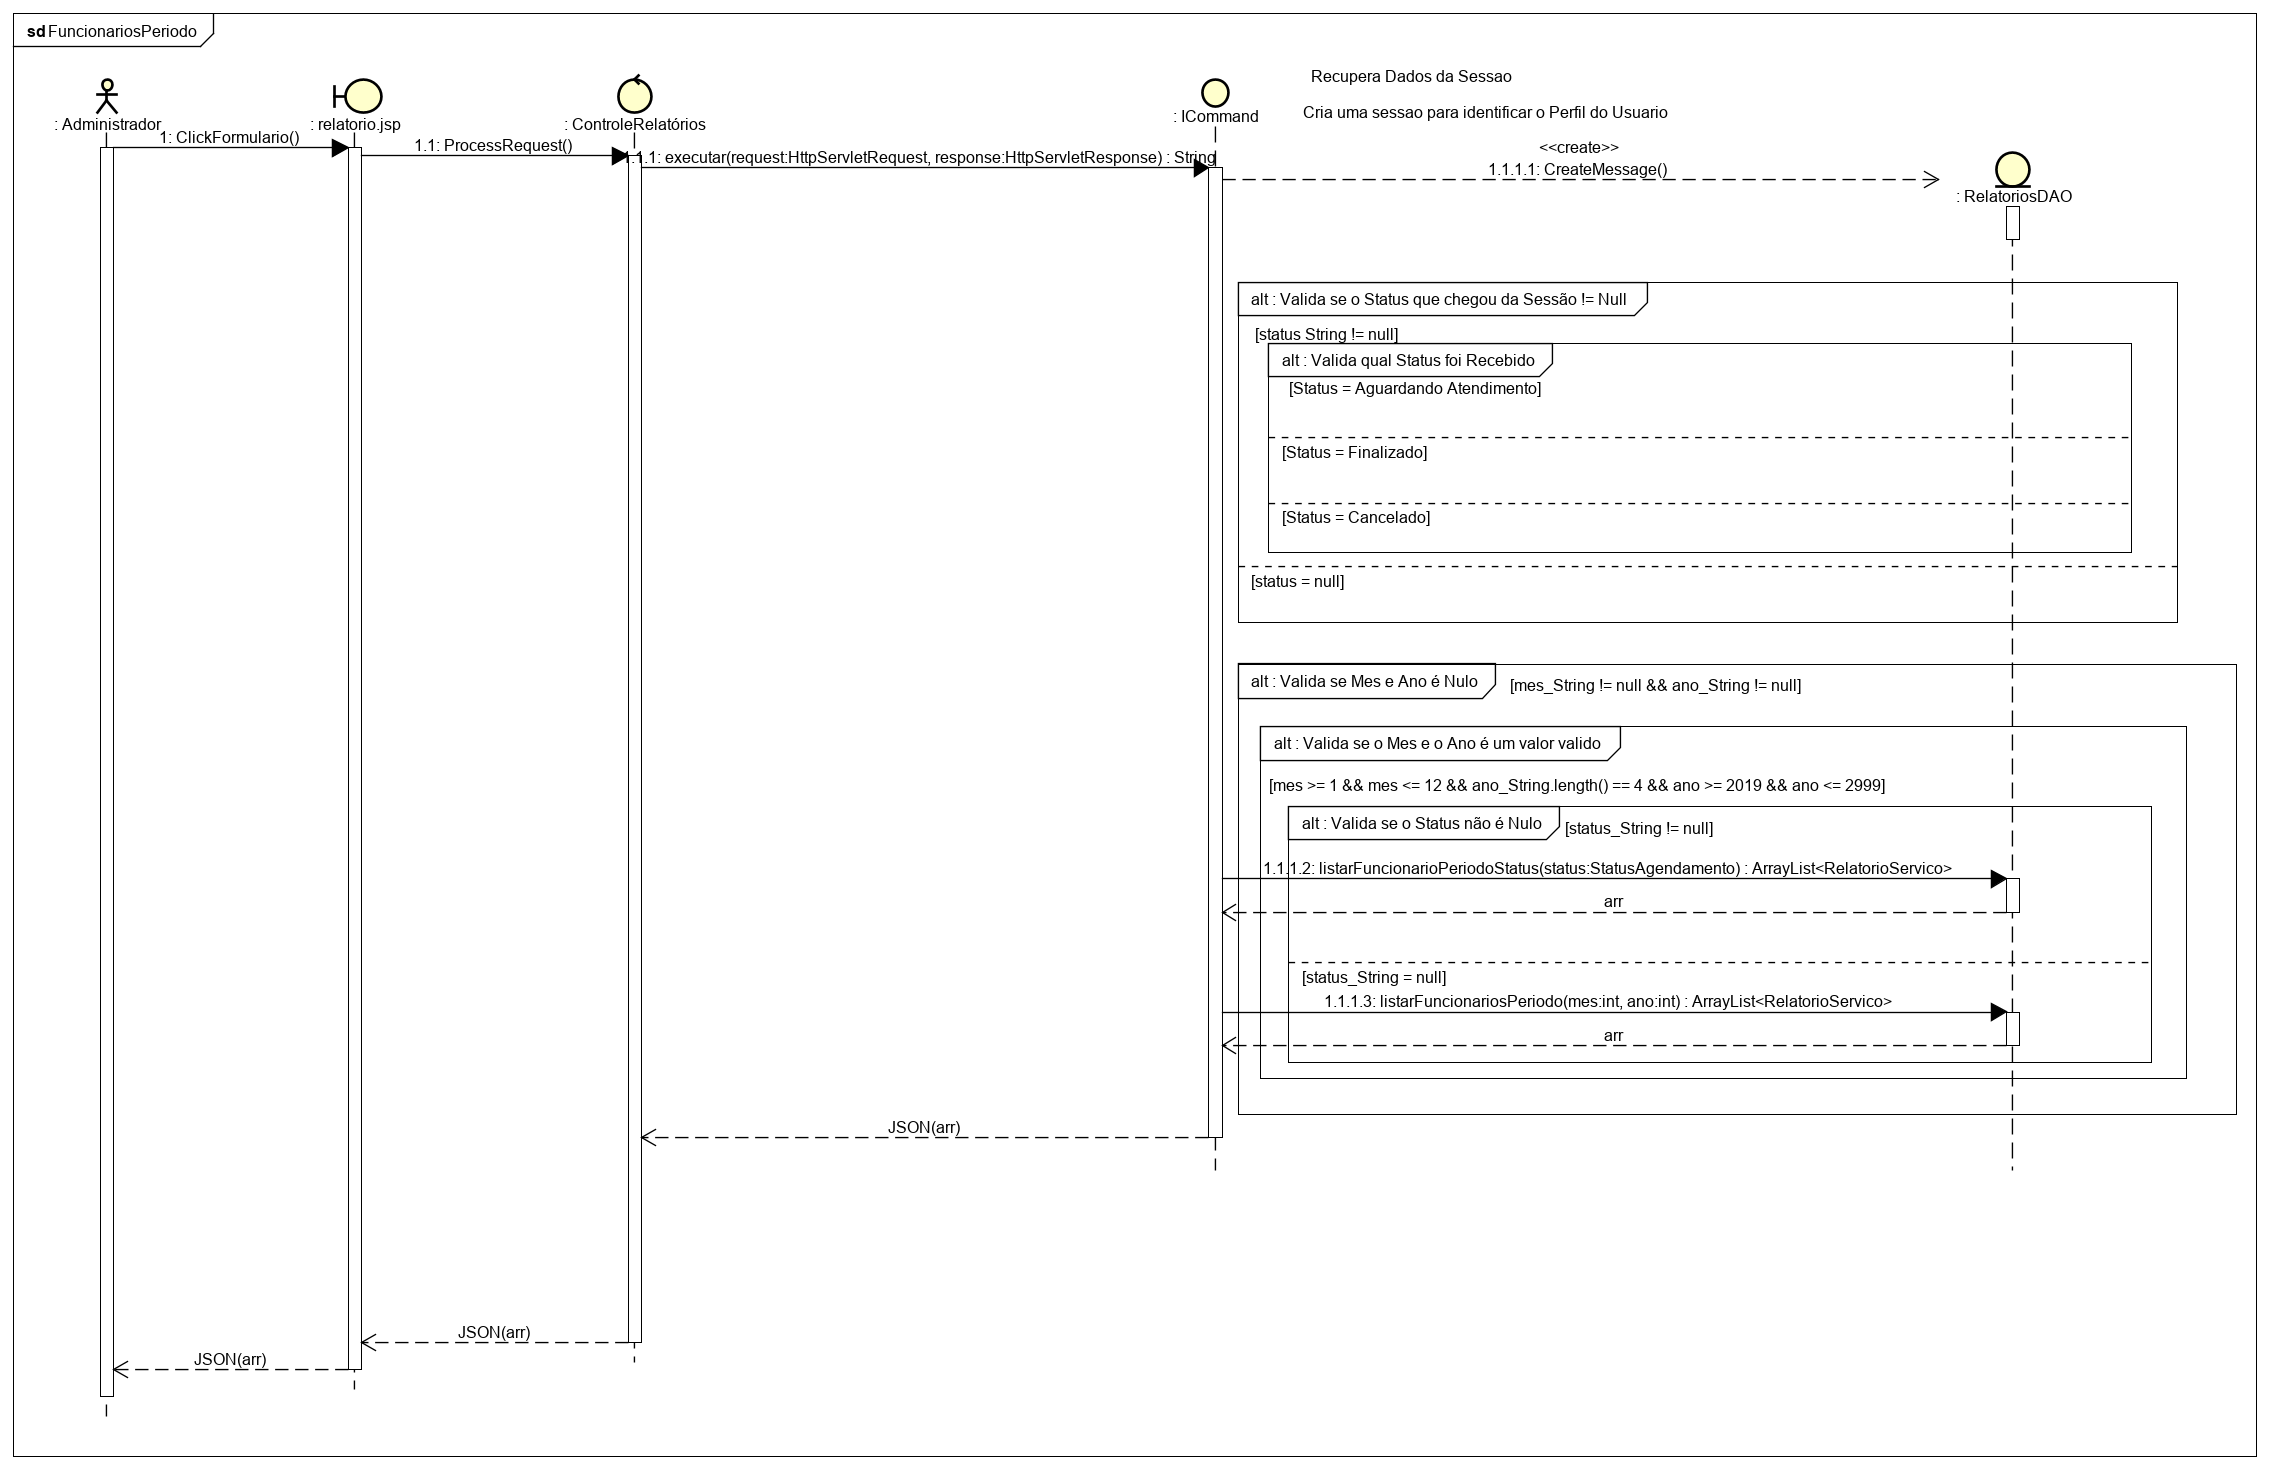 sd FuncionariosPeriodo
Recupera Dados da Sessao
Cria uma sessao para identificar o Perfil do Usuario
: Administrador
: relatorio.jsp
: ControleRelatórios
: ICommand
1: ClickFormulario()
1.1: ProcessRequest()
1.1.1: executar(request:HttpServletRequest, response:HttpServletResponse) : String
<<create>>
1.1.1.1: CreateMessage()
: RelatoriosDAO
alt : Valida se o Status que chegou da Sessão != Null
[status String != null]
alt : Valida qual Status foi Recebido
[Status = Aguardando Atendimento]
[Status = Finalizado]
[Status = Cancelado]
[status = null]
alt : Valida se Mes e Ano é Nulo
[mes_String != null && ano_String != null]
alt : Valida se o Mes e o Ano é um valor valido
[mes >= 1 && mes <= 12 && ano_String.length() == 4 && ano >= 2019 && ano <= 2999]
alt : Valida se o Status não é Nulo
[status_String != null]
1.1.1.2: listarFuncionarioPeriodoStatus(status:StatusAgendamento) : ArrayList<RelatorioServico>
arr
[status_String = null]
1.1.1.3: listarFuncionariosPeriodo(mes:int, ano:int) : ArrayList<RelatorioServico>
arr
JSON(arr)
JSON(arr)
JSON(arr)